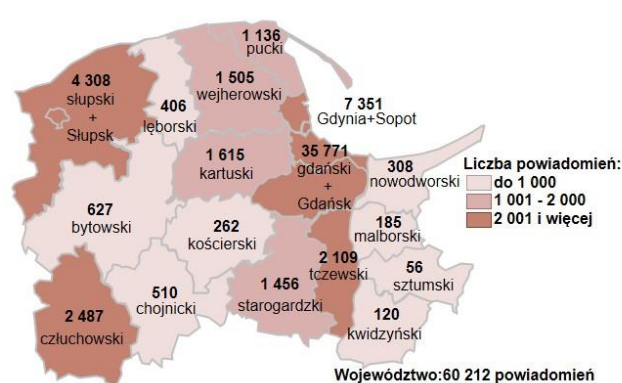 1 136
pucki
4 308
słupski
+
Słupsk
406
lęborski
1 505
wejherowski
7 351
Gdynia+Sopot
1 615
kartuski
35 771
gdański
+
Gdańsk
308
nowodworski
Liczba powiadomień:
do 1 000
1 001 - 2 000
2 001 i więcej
627
bytowski
262
kościerski
185
malborski
2 109
tczewski
56
sztumski
510
chojnicki
1 456
starogardzki
2 487
człuchowski
120
kwidzyński
Województwo:60 212 powiadomień